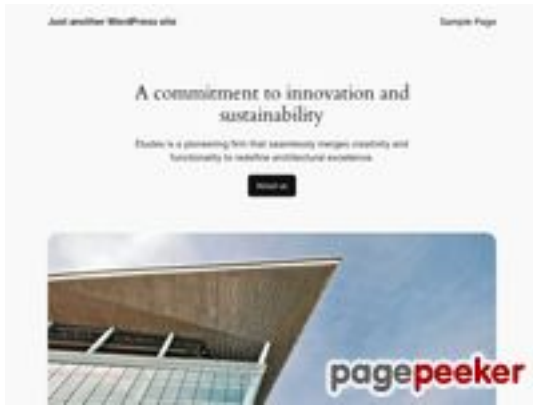 Just another WordPress site
Sample Page
A commitment to innovation and
sustainability
Études is a pioneering firm that seamlessly merges creativity and
functionality to redefine architectural excellence.
About us
pagepeeker